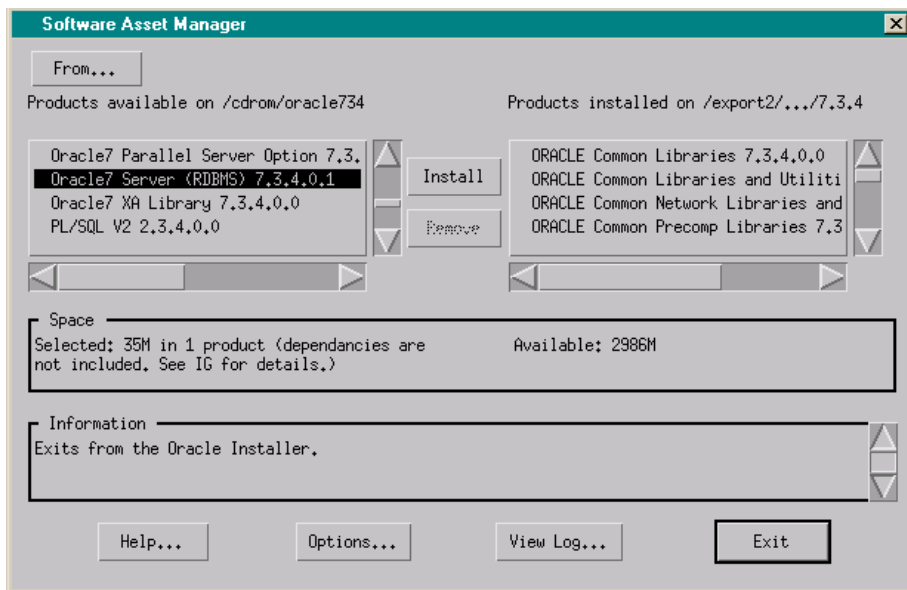 Software Asset Manager
From...
Products available on /cdrom/oracle734
Products installed on /export2/.../7.3.4
Oracle7 Parallel Server Option 7.3.
Oracle7 Server (RDBMS) 7.3.4.0.1
Oracle7 XA Library 7.3.4.0.0
PL/SQL V2 2.3.4.0.0
Install
Remove
ORACLE Common Libraries 7.3.4.0.0
ORACLE Common Libraries and Utiliti
ORACLE Common Network Libraries and
ORACLE Common Precomp Libraries 7.3
Space
Selected: 35M in 1 product (dependancies are
not included. See IG for details.)
Available: 2986M
Information
Exits from the Oracle Installer.
Help...
Options...
View Log...
Exit